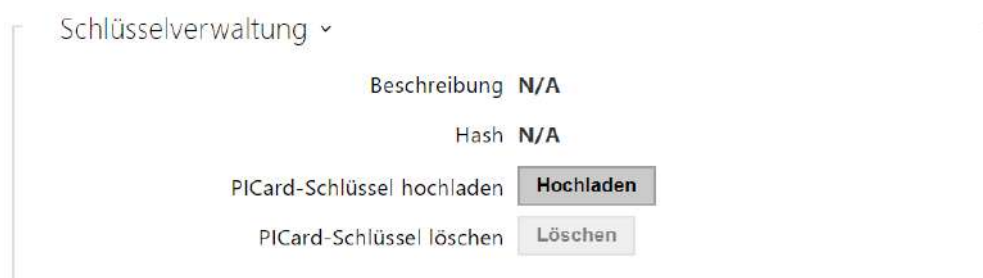 Schlüsselverwaltung
Beschreibung N/A
Hash N/A
PICard-Schlüssel hochladen Hochladen
PICard-Schlüssel löschen Löschen